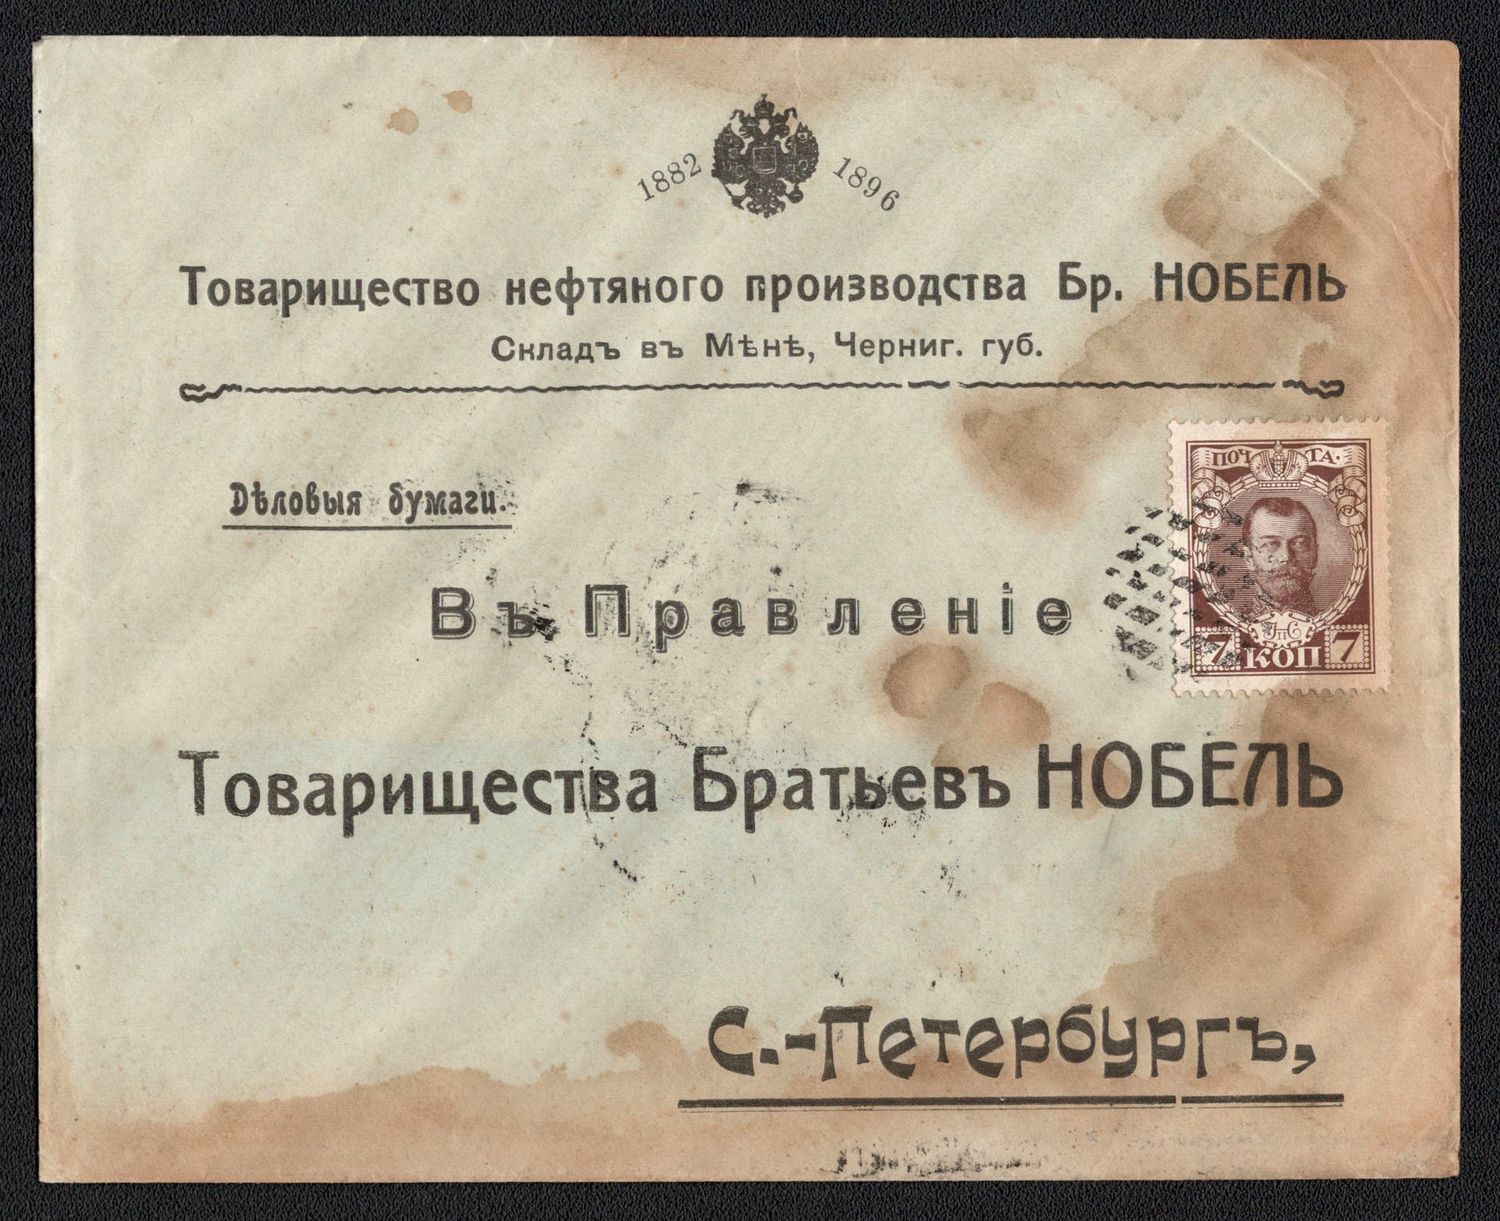 1882 1896
Товарищество нефтяного производства Бр. НОБЕЛЬ
Складъ въ Мѣнѣ, Черниг. губ.
Дѣловыя бумаги.
ПОЧТА.
7 КОП 7
Въ Правленіе
Товарищества Братьевъ НОБЕЛЬ
С.-Петербургъ,